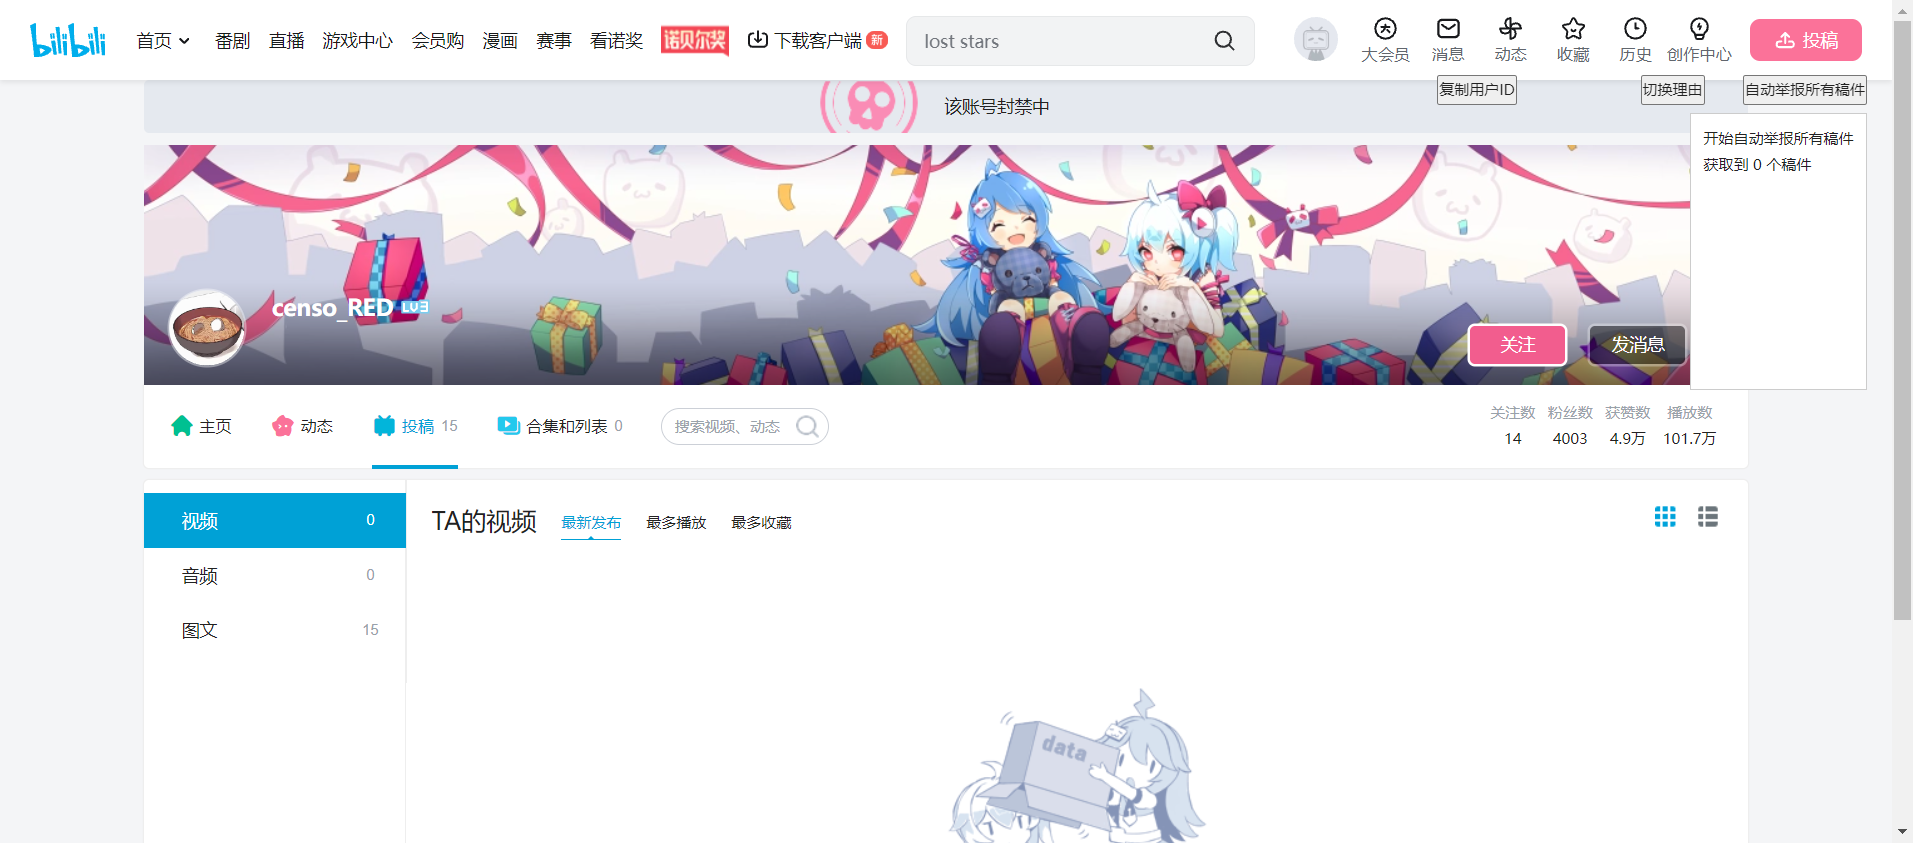 bilibili 首页 番剧 直播 游戏中心 会员购 漫画 赛事 看诺奖 诺贝尔奖 下载客户端 新 lost stars 大会员 消息 动态 收藏 历史 创作中心 投稿
复制用户ID 切换理由 自动举报所有稿件
该账号封禁中
开始自动举报所有稿件
获取到 0 个稿件
censo_RED LV3
关注 发消息
主页 动态 投稿 15 合集和列表 0 搜索视频、动态
关注数 粉丝数 获赞数 播放数
14 4003 4.9万 101.7万
视频 0
音频 0
图文 15
TA的视频 最新发布 最多播放 最多收藏
data